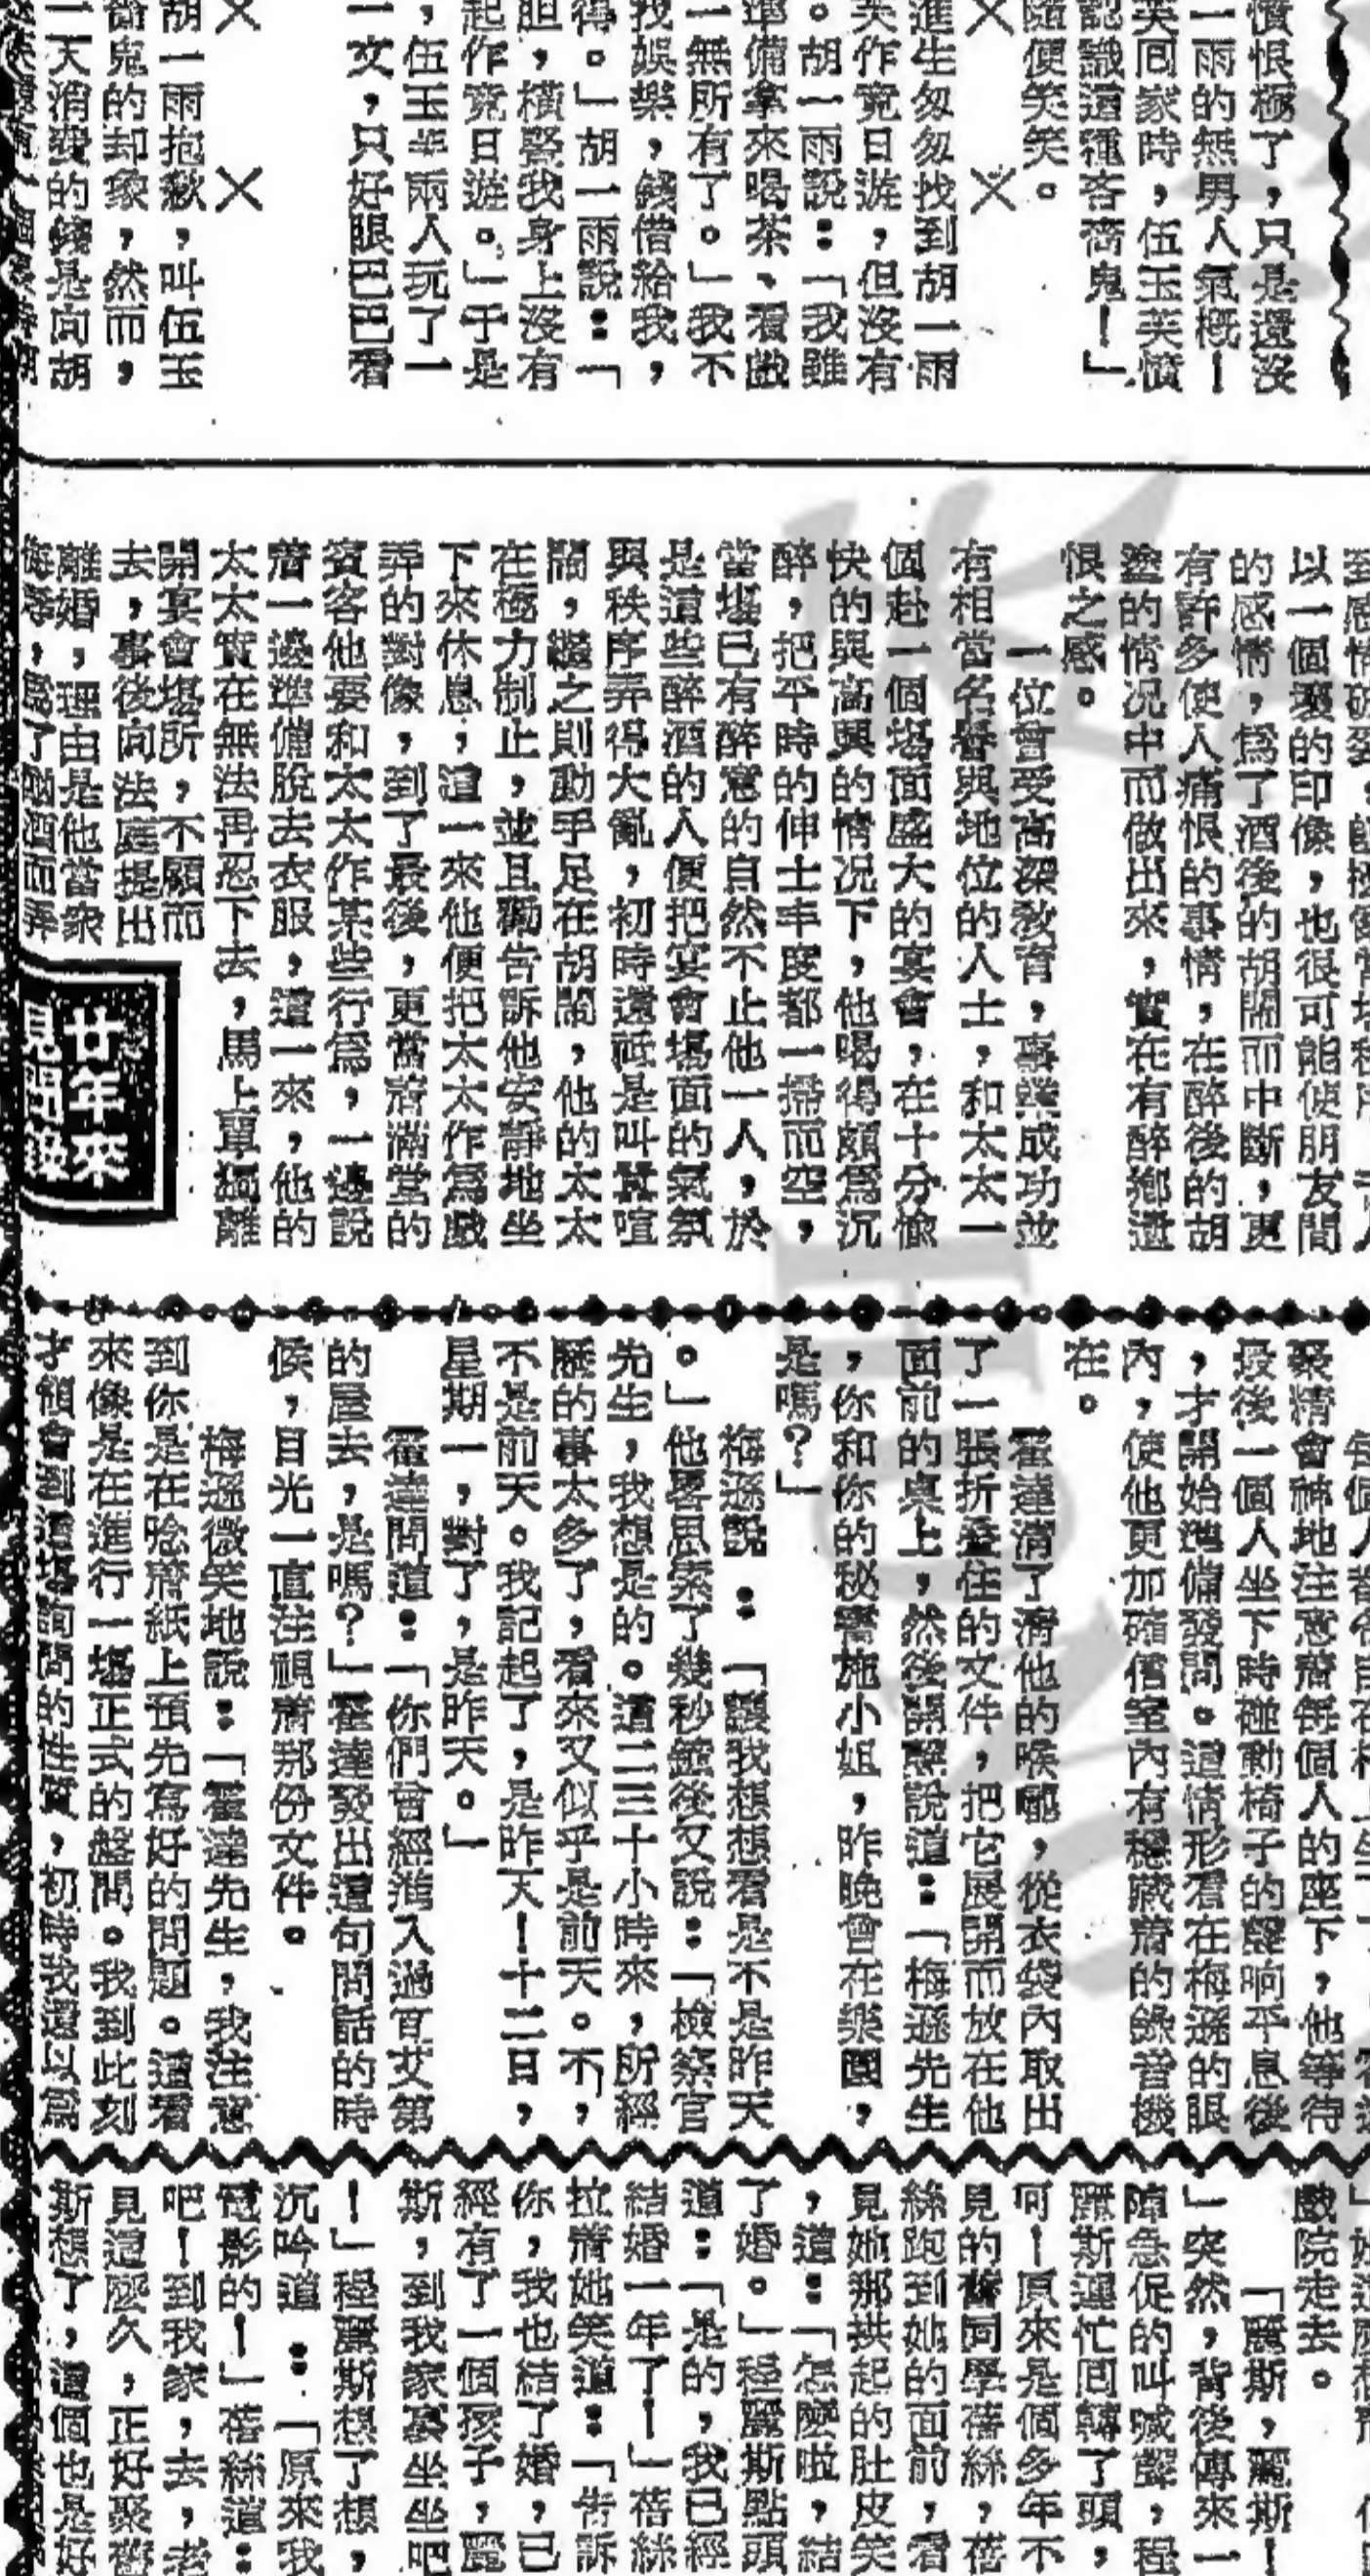 憤恨極了，只是還沒
一雨的無男人氣槪！
英回家時，伍玉英憤
認識這種吝嗇鬼！」
隨便笑笑。
×　×
進生匆匆找到胡一雨
英作竟日遊，但沒有
。胡一雨說：「我雖
準備拿來喝茶、看戲
一無所有了。」我不
我娛樂，錢借給我，
得。」胡一雨說：「
胆，橫豎我身上沒有
起作竟日遊。」于是
，伍玉英兩人玩了一
一文，只好眼巴巴看
×　×
胡一雨抱歉，叫伍玉
嗇鬼的却象，然而，
一天消費的錢是向胡
以一個壞的印像，也很可能使朋友間
的感情，爲了酒後的胡鬧而中斷，更
有許多使人痛恨的事情，在醉後的胡
塗的情況中而做出來，實在有醉鄉遺
恨之感。
一位曾受高深敎育，事業成功並
有相當名譽與地位的人士，和太太一
個赴一個場面盛大的宴會，在十分愉
快的與高興的情況下，他喝得頗爲沉
醉，把平時的伸士丰度都一掃而空，
當場已有醉意的自然不止他一人，於
是這些醉酒的人便把宴會場面的氣氛
與秩序弄得大亂，初時還祗是叫囂喧
鬧，繼之則動手足在胡鬧，他的太太
在極力制止，並且勸告訴他安靜地坐
下來休息；這一來他便把太太作爲戲
弄的對像，到了最後，更當着滿堂的
賓客他要和太太作某些行爲，一邊說
着一邊準備脫去衣服，這一來，他的
太太實在無法再忍下去，馬上單獨離
開宴會場所，不顧而
去，事後向法庭提出
離婚，理由是他當衆
侮辱，爲了酗酒而弄
廿年來
見聞錄
聚精會神地注意着每個人的座下，他等待
最後一個人坐下時碰動椅子的聲响平息後
，才開始準備發問。這情形看在梅遜的眼
內，使他更加確信室內有穩藏着的錄音機
在。
霍達清了清他的喉嚨，從衣袋內取出
了一張折叠住的文件，把它展開而放在他
面前的桌上，然後開聲說道：「梅遜先生
，你和你的秘書施小姐，昨晚曾在樂園，
是嗎？」
梅遜說：「讓我想想看是不是昨天
。」他畧思索了幾秒鐘後又說：「檢察官
先生，我想是的。這二三十小時來，所經
歷的事太多了，看來又似乎是前天。不，
不是前天。我記起了，是昨天！十二日，
星期一，對了，是昨天。」
霍達問道：「你們曾經進入過亙艾第
的屋去，是嗎？」霍達發出這句問話的時
候，目光一直注視着那份文件。
梅遜微笑地說：「霍達先生，我注意
到你是在唸着紙上預先寫好的問題。這看
來像是在進行一塲正式的盤問。我到此刻
才領會到這塲詢問的性質，初時我還以爲
戲院走去。
「麗斯，麗斯！
」突然，背後傳來一
陣急促的叫喊聲，程
麗斯連忙回轉了頭，
呵！原來是個多年不
見的舊同學蓓絲，蓓
絲跑到她的面前，看
見她那拱起的肚皮笑
，道：「怎麼啦，結
了婚。」程麗斯點頭
道：「是的，我已經
結婚一年了！」蓓絲
拉着她笑道：「告訴
你，我也結了婚，已
經有了一個孩子，麗
斯，到我家裏坐坐吧
！」程麗斯想了想，
沉吟道：「原來我
電影的！」蓓絲道：
吧！到我家，去，老
見這麼久，正好聚舊
斯想了，這個也是好